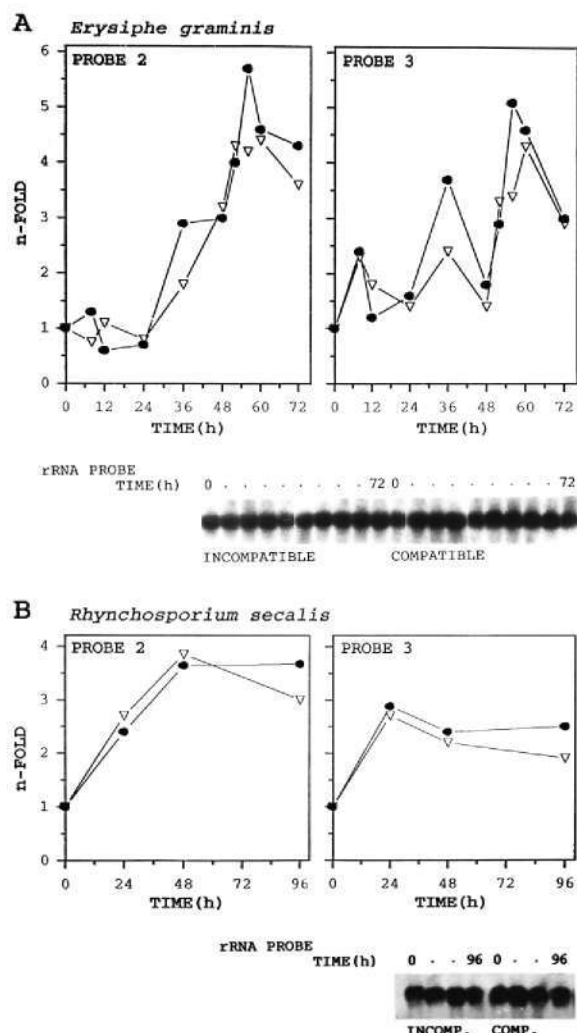 A Erysiphe graminis
PROBE 2 PROBE 3
6
5
4
3
2
1
0
n-FOLD
0 12 24 36 48 60 72 0 12 24 36 48 60 72
TIME(h) TIME(h)
rRNA PROBE
TIME(h) 0 . . . . . . . . 72 0 . . . . . . . . 72
INCOMPATIBLE COMPATIBLE
B Rhynchosporium secalis
PROBE 2 PROBE 3
4
3
2
1
0
n-FOLD
0 24 48 72 96 0 24 48 72 96
TIME(h) TIME(h)
rRNA PROBE
TIME(h) 0 . . 96 0 . . 96
INCOMP. COMP.